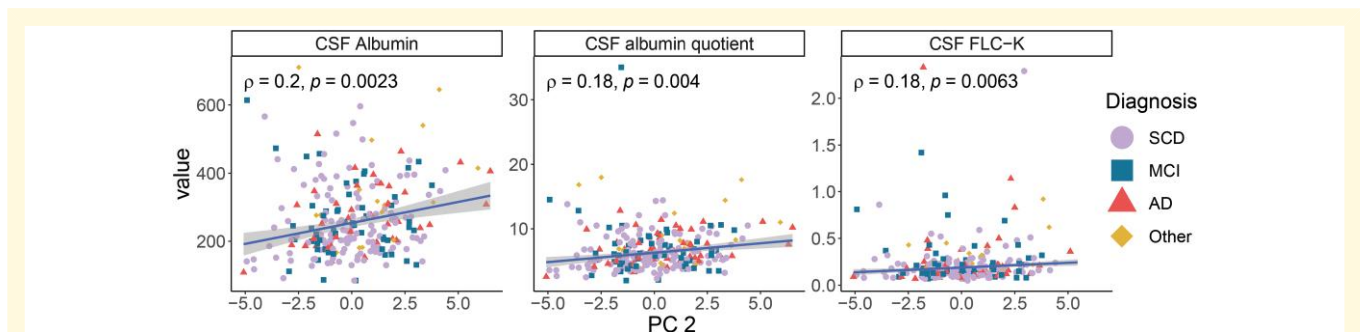 CSF Albumin
CSF albumin quotient
CSF FLC−K
ρ = 0.2, p = 0.0023
ρ = 0.18, p = 0.004
ρ = 0.18, p = 0.0063
value
600
400
200
30
20
10
2.0
1.5
1.0
0.5
0.0
−5.0 −2.5 0.0 2.5 5.0
−5.0 −2.5 0.0 2.5 5.0
−5.0 −2.5 0.0 2.5 5.0
PC 2
Diagnosis
SCD
MCI
AD
Other